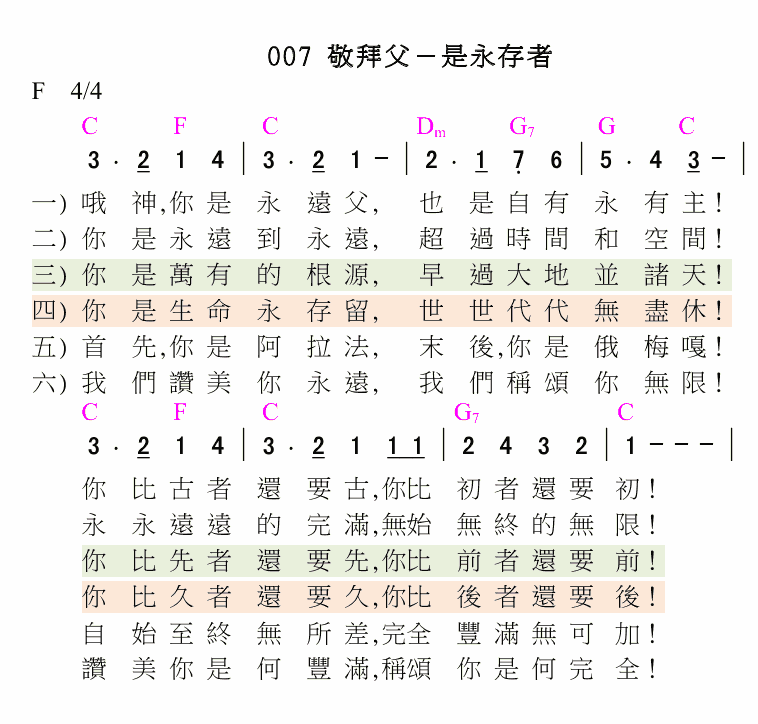 007 敬拜父－是永存者
F 4/4
C F C Dm G7 G C
3 . 2 1 4 | 3 . 2 1 － | 2 . 1 7 6 | 5 . 4 3 － |
一) 哦神,你是永遠父, 也是自有永有主!
二) 你是永遠到永遠, 超過時間和空間!
三) 你是萬有的根源, 早過大地並諸天!
四) 你是生命永存留, 世世代代無盡休!
五) 首先,你是阿拉法, 末後,你是俄梅嘎!
六) 我們讚美你永遠, 我們稱頌你無限!
C F C G7 C
3 . 2 1 4 | 3 . 2 1 1 1 | 2 4 3 2 | 1 － － － |
你比古者還要古,你比初者還要初!
永永遠遠的完滿,無始無終的無限!
你比先者還要先,你比前者還要前!
你比久者還要久,你比後者還要後!
自始至終無所差,完全豐滿無可加!
讚美你是何豐滿,稱頌你是何完全!